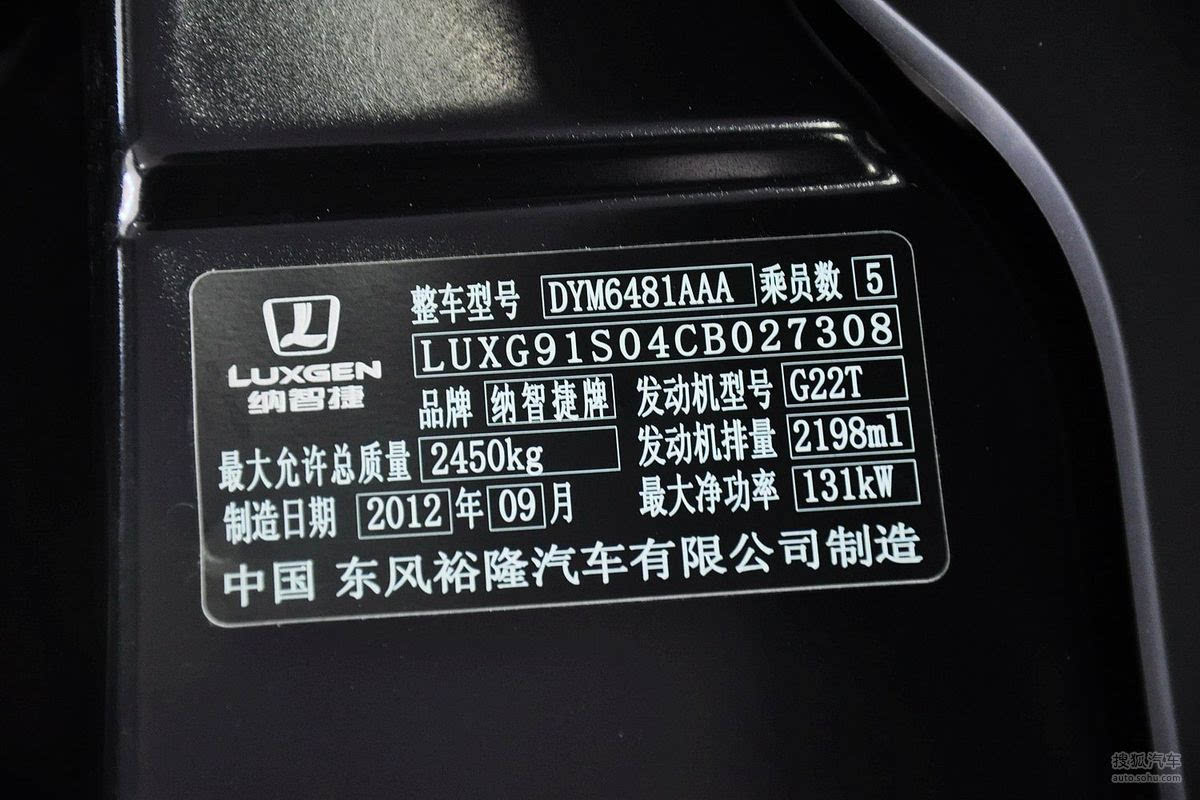 LUXGEN
纳智捷
整车型号 DYM6481AAA 乘员数 5
LUXG91S04CB027308
品牌 纳智捷牌 发动机型号 G22T
最大允许总质量 2450kg 发动机排量 2198ml
制造日期 2012 年 09 月 最大净功率 131kW
中国 东风裕隆汽车有限公司制造
搜狐汽车
auto.sohu.com